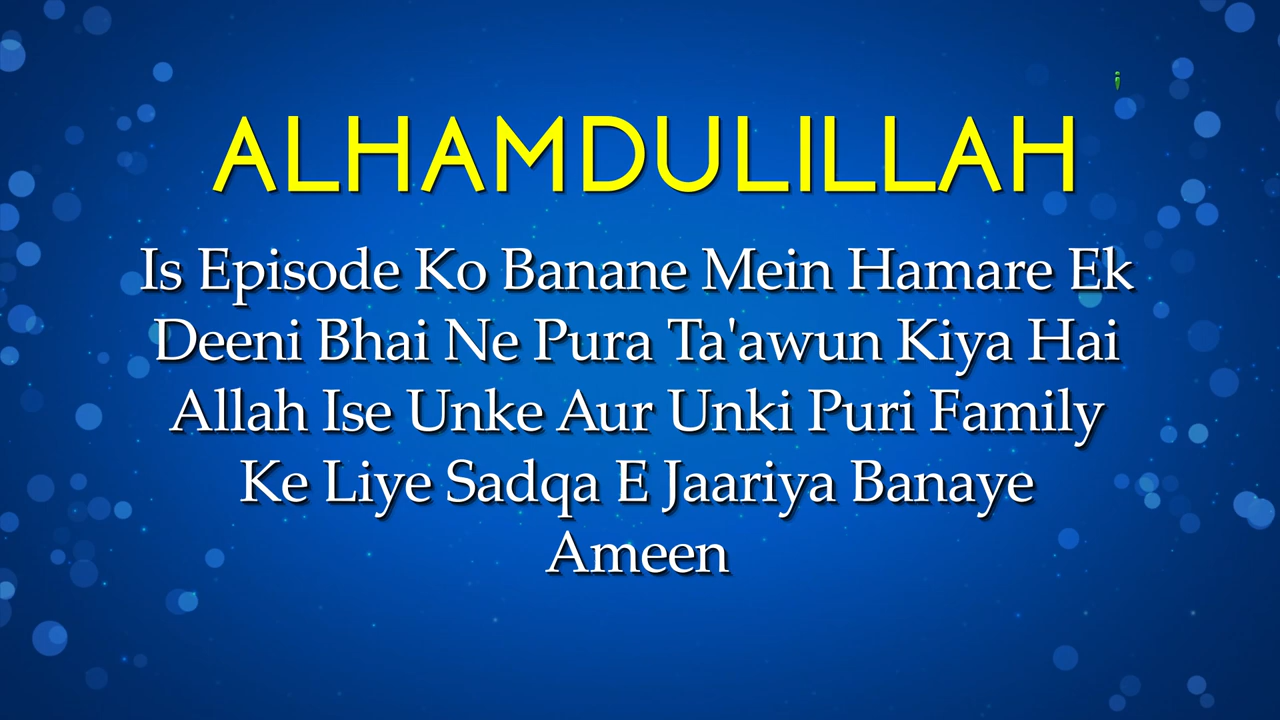 ALHAMDULILLAH
Is Episode Ko Banane Mein Hamare Ek
Deeni Bhai Ne Pura Ta'awun Kiya Hai
Allah Ise Unke Aur Unki Puri Family
Ke Liye Sadqa E Jaariya Banaye
Ameen